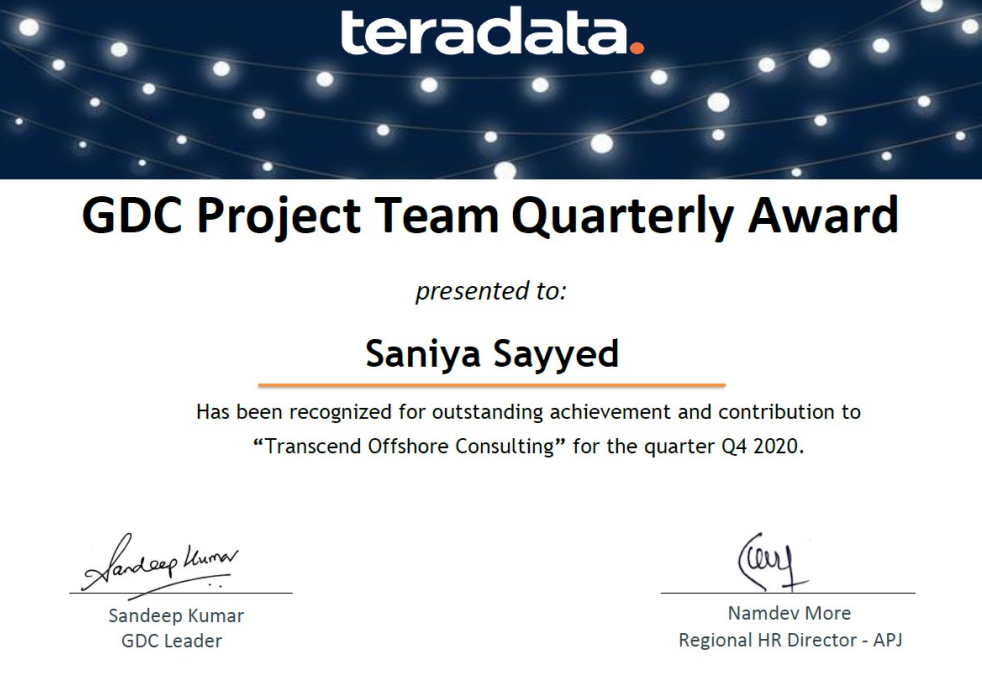 teradata.
GDC Project Team Quarterly Award
presented to:
Saniya Sayyed
Has been recognized for outstanding achievement and contribution to
“Transcend Offshore Consulting” for the quarter Q4 2020.
Sandeep Kumar
Sandeep Kumar
GDC Leader
Namdev More
Regional HR Director - APJ